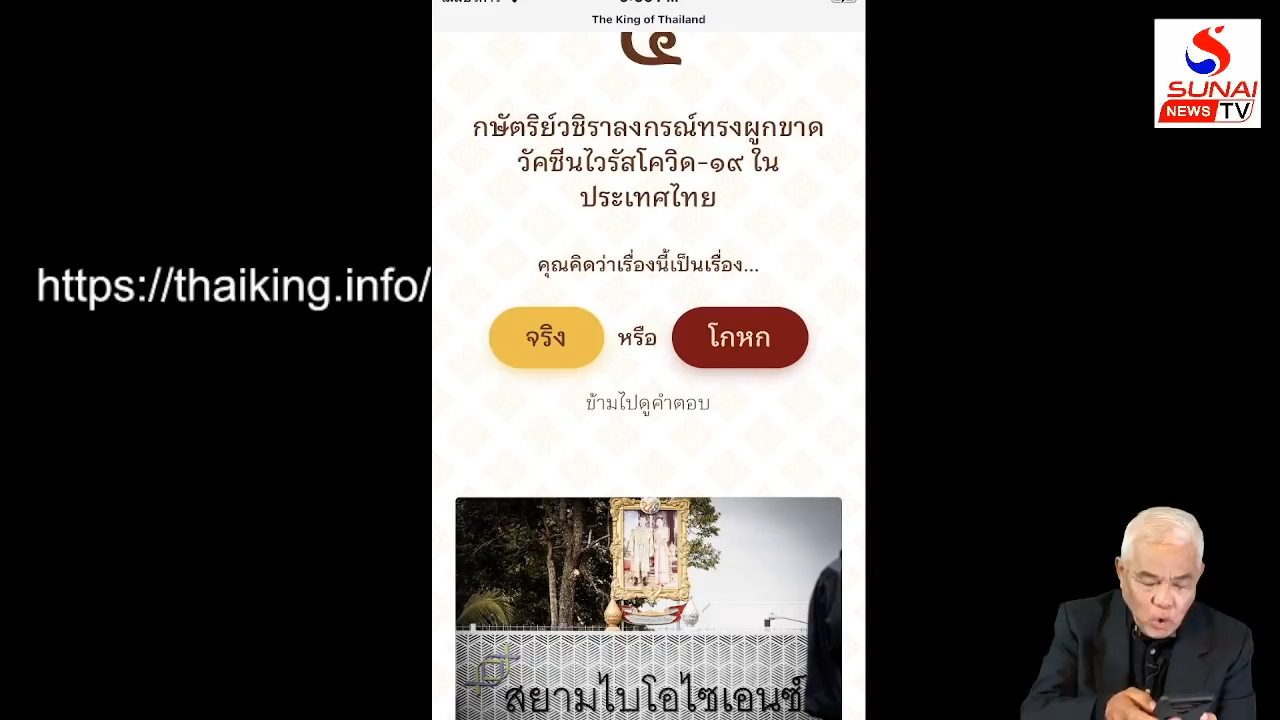 The King of Thailand
๕
กษัตริย์วชิราลงกรณ์ทรงผูกขาด
วัคซีนไวรัสโควิด-๑๙ ใน
ประเทศไทย
คุณคิดว่าเรื่องนี้เป็นเรื่อง...
จริง หรือ โกหก
ข้ามไปดูคำตอบ
สยามไบโอไซเอนซ์
https://thaiking.info/
SUNAI
NEWS TV